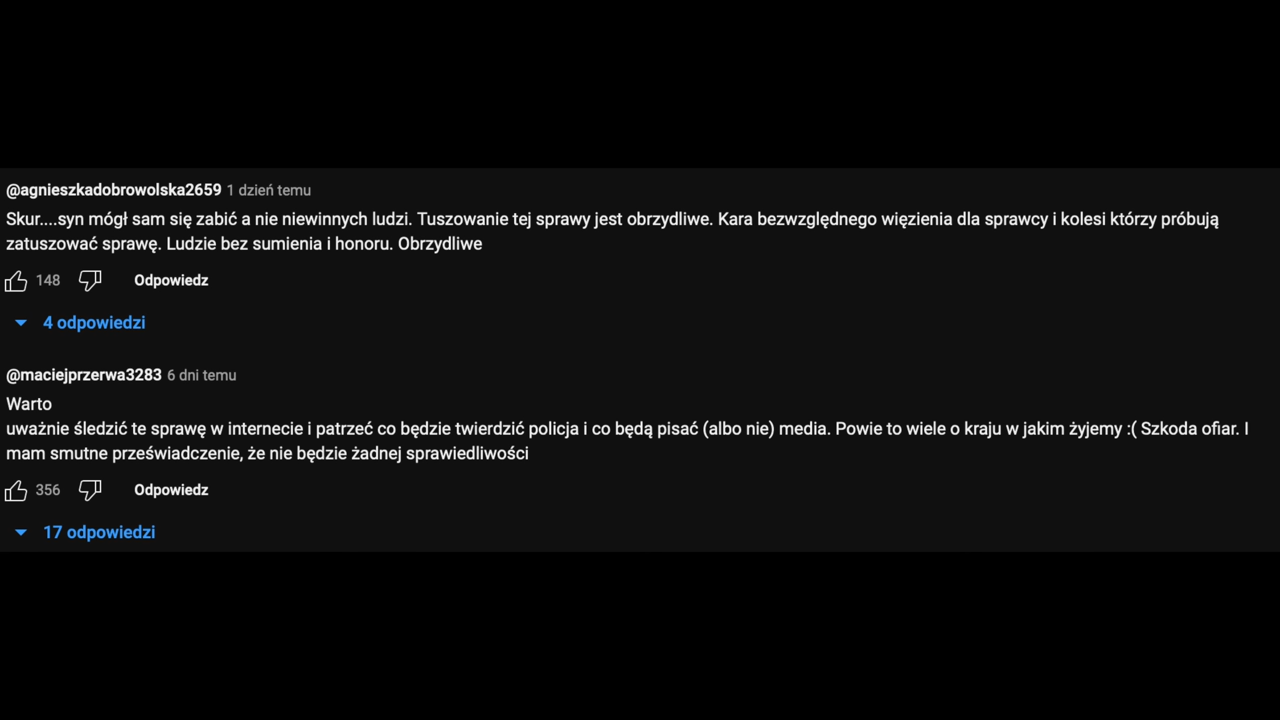 @agnieszkadobrowolska2659 1 dzień temu
Skur....syn mógł sam się zabić a nie niewinnych ludzi. Tuszowanie tej sprawy jest obrzydliwe. Kara bezwzględnego więzienia dla sprawcy i kolesi którzy próbują
zatuszować sprawę. Ludzie bez sumienia i honoru. Obrzydliwe
148 Odpowiedz
4 odpowiedzi
@maciejprzerwa3283 6 dni temu
Warto
uważnie śledzić te sprawę w internecie i patrzeć co będzie twierdzić policja i co będą pisać (albo nie) media. Powie to wiele o kraju w jakim żyjemy :( Szkoda ofiar. I
mam smutne przeświadczenie, że nie będzie żadnej sprawiedliwości
356 Odpowiedz
17 odpowiedzi